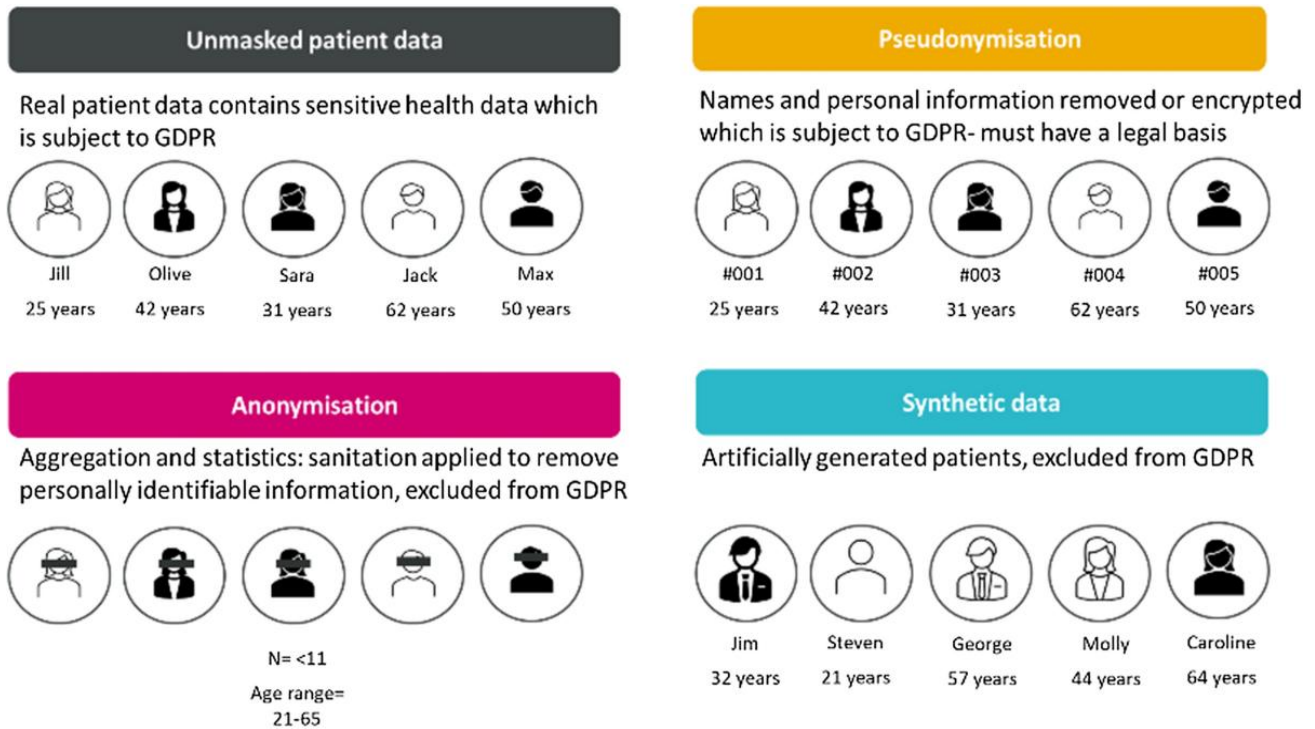 Unmasked patient data
Real patient data contains sensitive health data which
is subject to GDPR
Jill Olive Sara Jack Max
25 years 42 years 31 years 62 years 50 years
Pseudonymisation
Names and personal information removed or encrypted
which is subject to GDPR- must have a legal basis
#001 #002 #003 #004 #005
25 years 42 years 31 years 62 years 50 years
Anonymisation
Aggregation and statistics: sanitation applied to remove
personally identifiable information, excluded from GDPR
N= <11
Age range=
21-65
Synthetic data
Artificially generated patients, excluded from GDPR
Jim Steven George Molly Caroline
32 years 21 years 57 years 44 years 64 years